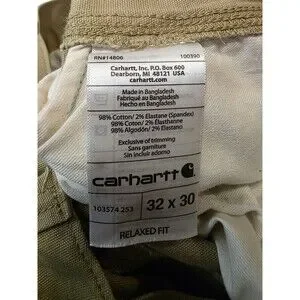 RN#14806 100390
Carhartt, Inc. P.O. Box 600
Dearborn, MI 48121 USA
carhartt.com
Made in Bangladesh
Fabriqué au Bangladesh
Hecho en Bangladesh
98% Cotton/ 2% Elastane (Spandex)
98% Coton/ 2% Élasthanne
98% Algodón/ 2% Elastano
Exclusive of trimming
Sans garniture
Sin incluir adorno
carhartt
103574 253
32 x 30
RELAXED FIT